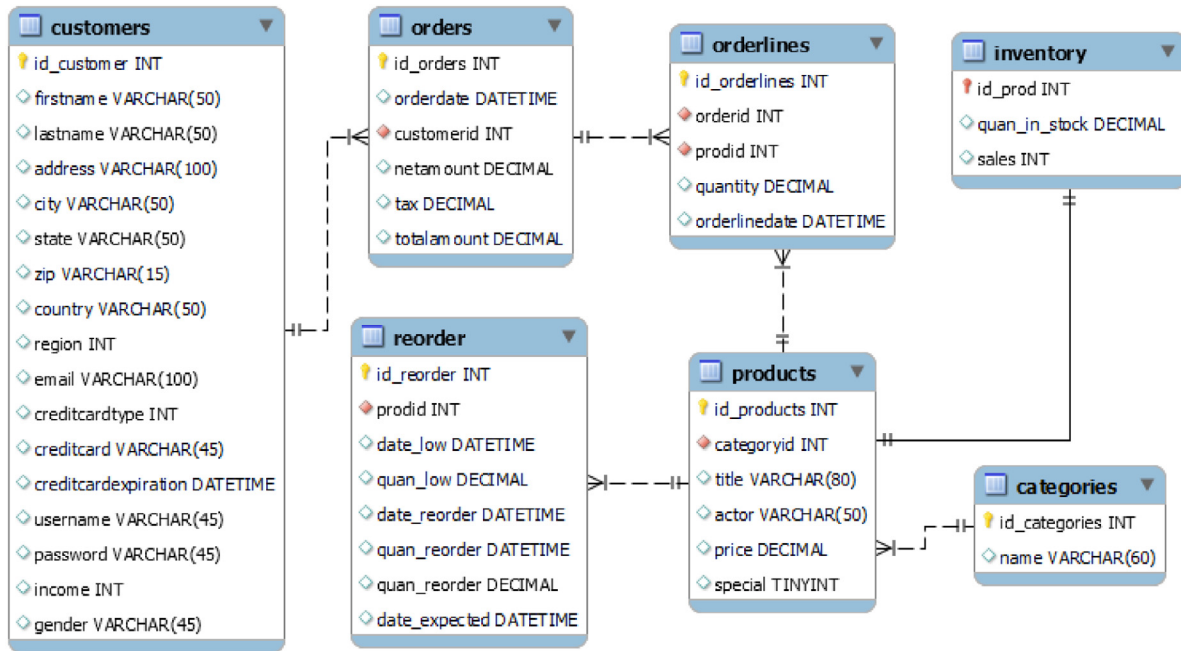 customers
id_customer INT
firstname VARCHAR(50)
lastname VARCHAR(50)
address VARCHAR(100)
city VARCHAR(50)
state VARCHAR(50)
zip VARCHAR(15)
country VARCHAR(50)
region INT
email VARCHAR(100)
creditcardtype INT
creditcard VARCHAR(45)
creditcardexpiration DATETIME
username VARCHAR(45)
password VARCHAR(45)
income INT
gender VARCHAR(45)
orders
id_orders INT
orderdate DATETIME
customerid INT
netamount DECIMAL
tax DECIMAL
totalamount DECIMAL
orderlines
id_orderlines INT
orderid INT
prodid INT
quantity DECIMAL
orderlinedate DATETIME
inventory
id_prod INT
quan_in_stock DECIMAL
sales INT
reorder
id_reorder INT
prodid INT
date_low DATETIME
quan_low DECIMAL
date_reorder DATETIME
quan_reorder DATETIME
quan_reorder DECIMAL
date_expected DATETIME
products
id_products INT
categoryid INT
title VARCHAR(80)
actor VARCHAR(50)
price DECIMAL
special TINYINT
categories
id_categories INT
name VARCHAR(60)